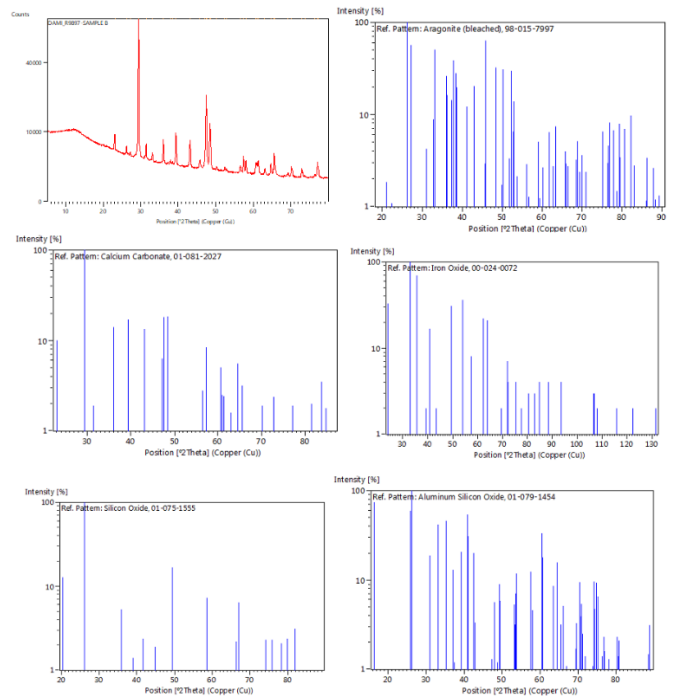 Counts
DAMI_R9897-SAMPLE B
40000
10000
0
10 20 30 40 50 60 70
Position [°2Theta] (Copper (Cu))
Intensity [%]
Ref. Pattern: Aragonite (bleached), 98-015-7997
100
10
1
20 30 40 50 60 70 80 90
Position [°2Theta] (Copper (Cu))
Intensity [%]
Ref. Pattern: Calcium Carbonate, 01-081-2027
100
10
1
30 40 50 60 70 80
Position [°2Theta] (Copper (Cu))
Intensity [%]
Ref. Pattern: Iron Oxide, 00-024-0072
100
10
1
30 40 50 60 70 80 90 100 110 120 130
Position [°2Theta] (Copper (Cu))
Intensity [%]
Ref. Pattern: Silicon Oxide, 01-075-1555
100
10
1
20 30 40 50 60 70 80
Position [°2Theta] (Copper (Cu))
Intensity [%]
Ref. Pattern: Aluminum Silicon Oxide, 01-079-1454
100
10
1
20 30 40 50 60 70 80
Position [°2Theta] (Copper (Cu))